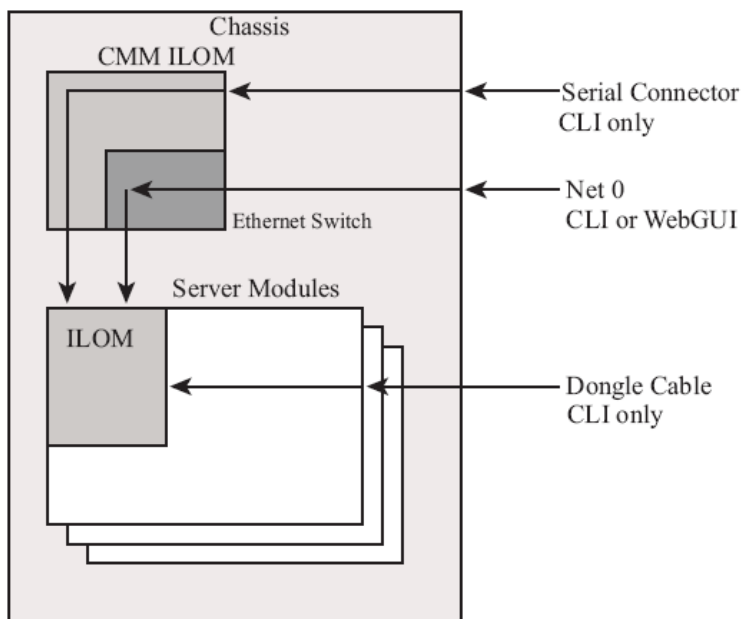 Chassis
CMM ILOM
Serial Connector
CLI only
Net 0
CLI or WebGUI
Ethernet Switch
Server Modules
ILOM
Dongle Cable
CLI only